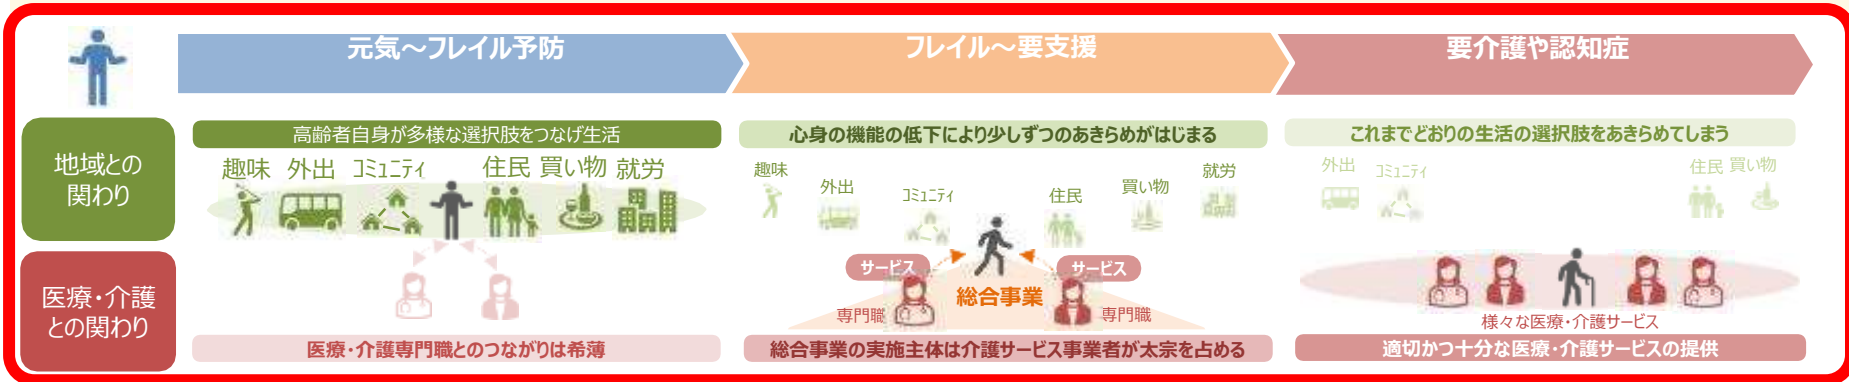 元気～フレイル予防
フレイル～要支援
要介護や認知症
地域との
関わり
高齢者自身が多様な選択肢をつなげ生活
趣味 外出 コミュニティ 住民 買い物 就労
心身の機能の低下により少しずつのあきらめがはじまる
趣味
外出
コミュニティ
住民
買い物
就労
これまでどおりの生活の選択肢をあきらめてしまう
外出
コミュニティ
住民 買い物
医療・介護
との関わり
医療・介護専門職とのつながりは希薄
サービス
サービス
総合事業
専門職
専門職
総合事業の実施主体は介護サービス事業者が太宗を占める
様々な医療・介護サービス
適切かつ十分な医療・介護サービスの提供